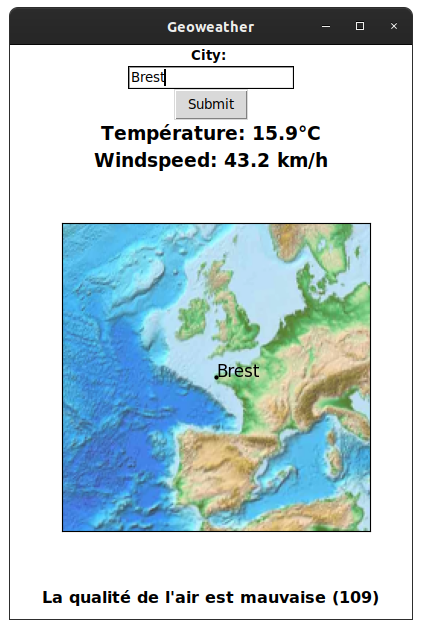 Geoweather
City:
Brest
Submit
Température: 15.9°C
Windspeed: 43.2 km/h
Brest
La qualité de l'air est mauvaise (109)